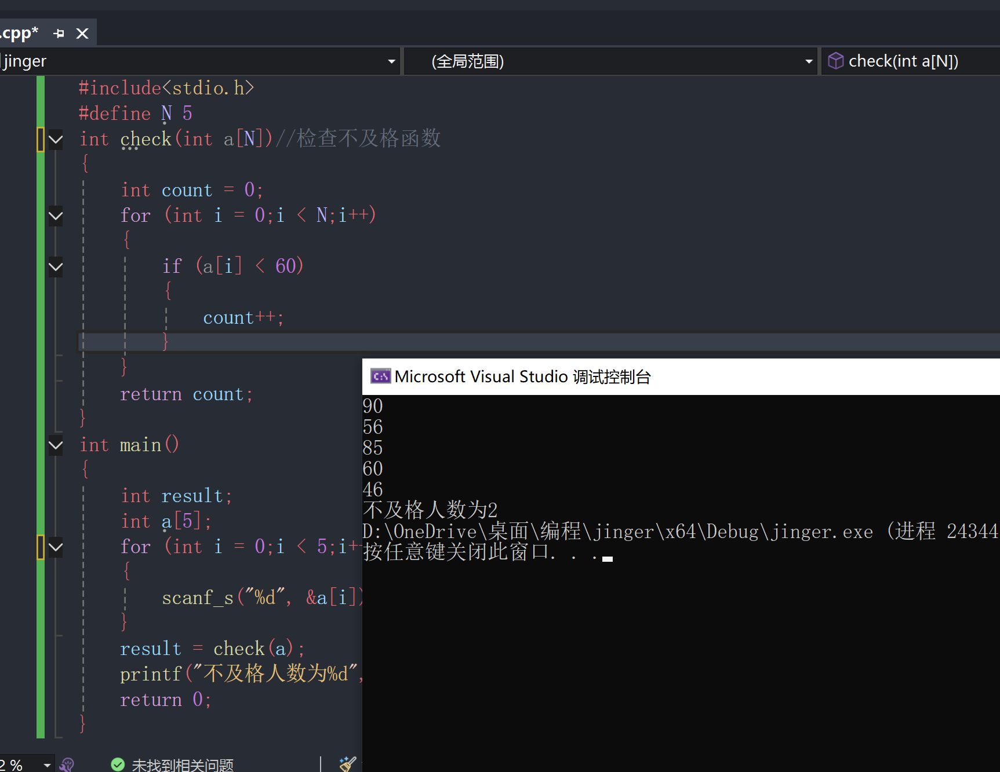 .cpp*
jinger
(全局范围)
check(int a[N])
#include<stdio.h>
#define N 5
int check(int a[N])//检查不及格函数
{
int count = 0;
for (int i = 0;i < N;i++)
{
if (a[i] < 60)
{
count++;
}
}
return count;
}
int main()
{
int result;
int a[5];
for (int i = 0;i < 5;i++
{
scanf_s("%d", &a[i])
}
result = check(a);
printf("不及格人数为%d",
return 0;
}
Microsoft Visual Studio 调试控制台
90
56
85
60
46
不及格人数为2
D:\OneDrive\桌面\编程\jinger\x64\Debug\jinger.exe (进程 24344
按任意键关闭此窗口. . .
2 %
未找到相关问题